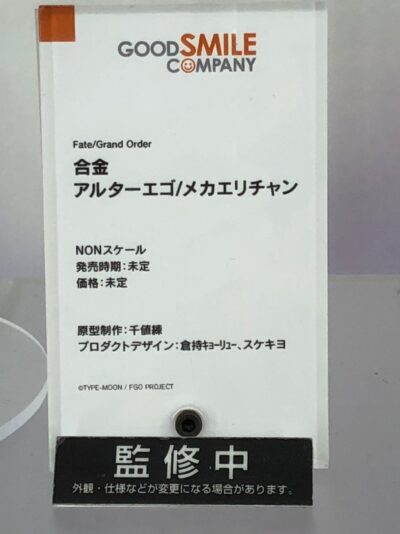 GOODSMILE
COMPANY
Fate/Grand Order
合金
アルターエゴ/メカエリチャン
NONスケール
発売時期：未定
価格：未定
原型制作：千値練
プロダクトデザイン：倉持ｷｮｰﾘｭｰ、スケキヨ
©TYPE-MOON / FGO PROJECT
監修中
外観・仕様などが変更になる場合があります。